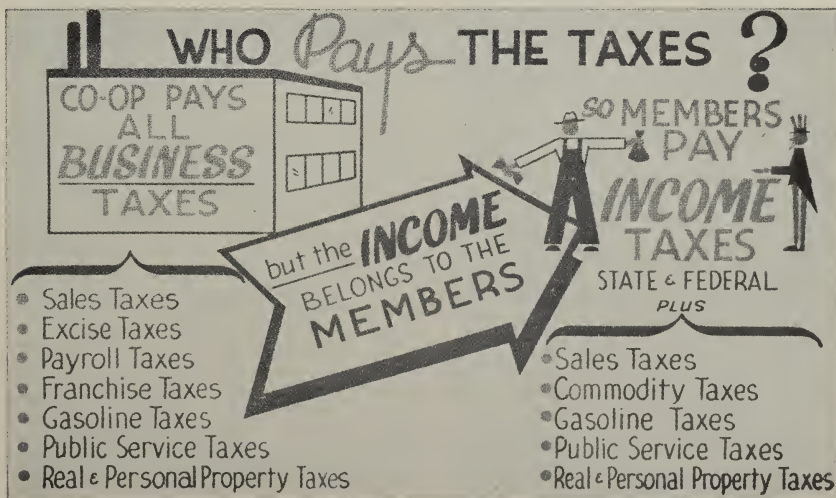 WHO Pays THE TAXES ?
CO-OP PAYS
ALL
BUSINESS
TAXES
but the INCOME
BELONGS TO THE
MEMBERS
SO MEMBERS
PAY
INCOME
TAXES
STATE & FEDERAL
PLUS
• Sales Taxes
• Excise Taxes
• Payroll Taxes
• Franchise Taxes
• Gasoline Taxes
• Public Service Taxes
• Real & Personal Property Taxes
• Sales Taxes
• Commodity Taxes
• Gasoline Taxes
• Public Service Taxes
• Real & Personal Property Taxes